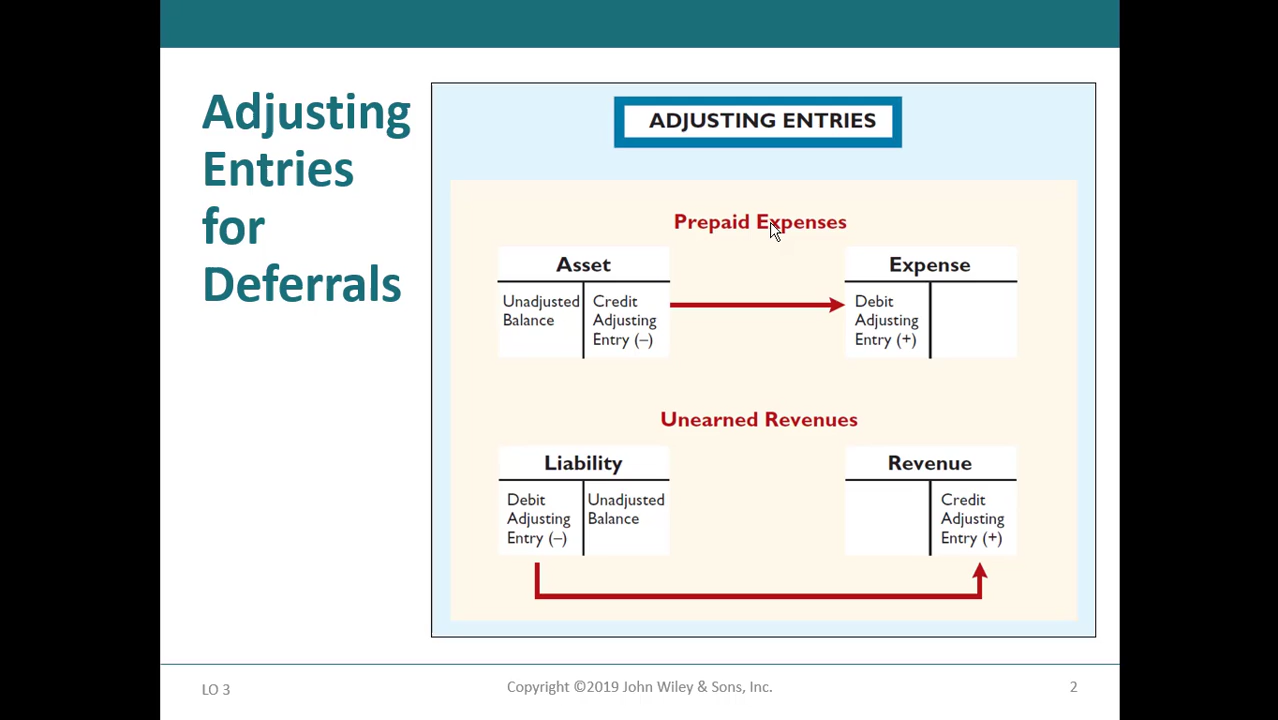 Adjusting
Entries
for
Deferrals
ADJUSTING ENTRIES
Prepaid Expenses
Asset
Unadjusted
Balance
Credit
Adjusting
Entry (–)
Expense
Debit
Adjusting
Entry (+)
Unearned Revenues
Liability
Debit
Adjusting
Entry (–)
Unadjusted
Balance
Revenue
Credit
Adjusting
Entry (+)
LO 3
Copyright ©2019 John Wiley & Sons, Inc.
2